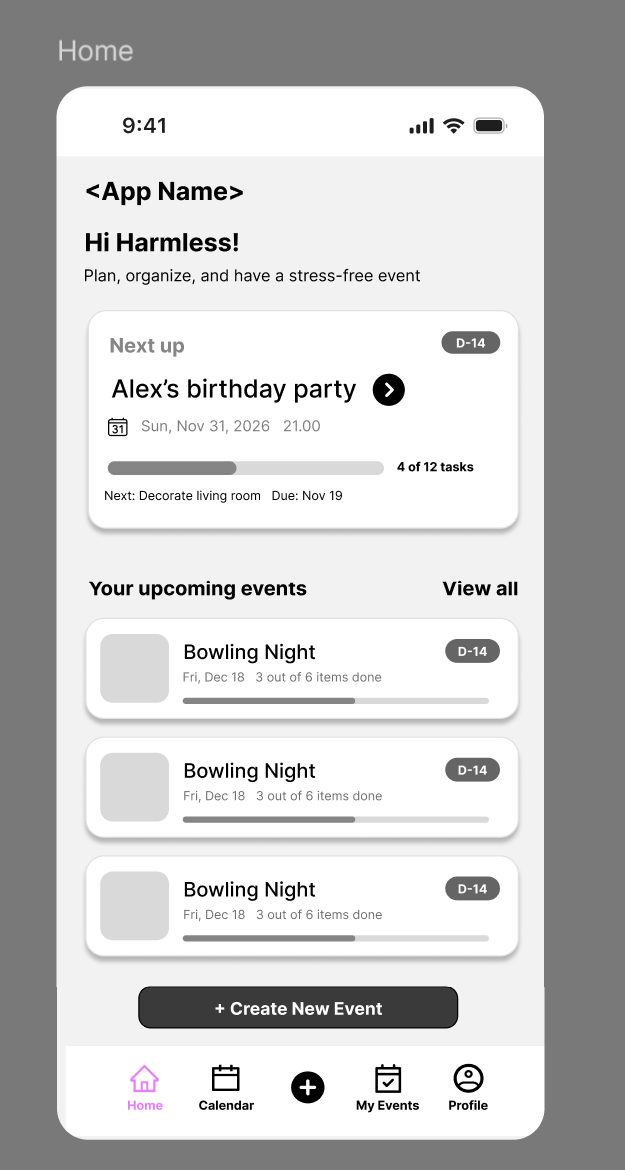 Home
9:41
<App Name>
Hi Harmless!
Plan, organize, and have a stress-free event
Next up
D-14
Alex's birthday party
31
Sun, Nov 31, 2026 21.00
4 of 12 tasks
Next: Decorate living room Due: Nov 19
Your upcoming events View all
Bowling Night
D-14
Fri, Dec 18 3 out of 6 items done
Bowling Night
D-14
Fri, Dec 18 3 out of 6 items done
Bowling Night
D-14
Fri, Dec 18 3 out of 6 items done
+ Create New Event
Home Calendar My Events Profile